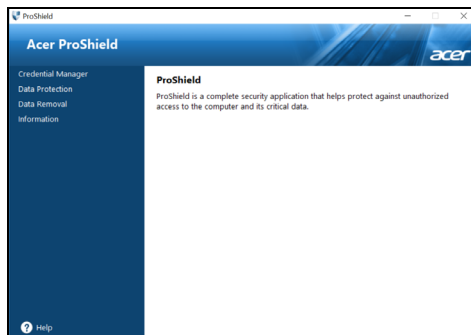 ProShield
Acer ProShield
acer
Credential Manager
Data Protection
Data Removal
Information
ProShield
ProShield is a complete security application that helps protect against unauthorized
access to the computer and its critical data.
? Help